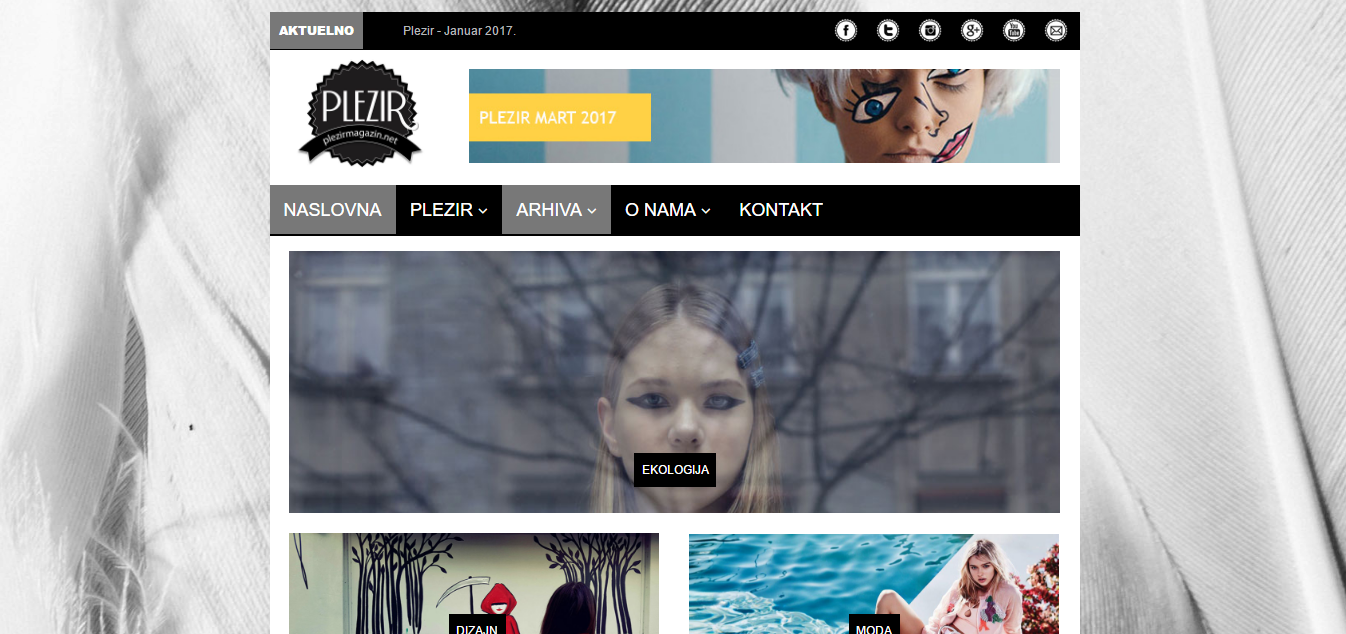 AKTUELNO
Plezir - Januar 2017.
PLEZIR
plezirmagazin.net
PLEZIR MART 2017
NASLOVNA
PLEZIR
ARHIVA
O NAMA
KONTAKT
EKOLOGIJA
DIZAJN
MODA